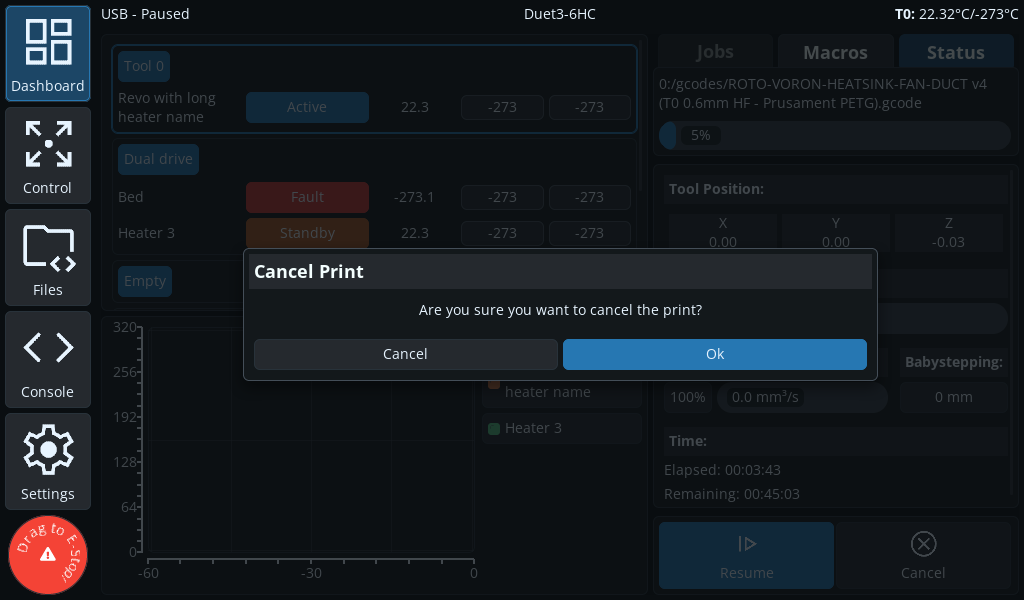 USB - Paused
Duet3-6HC
T0: 22.32°C/-273°C
Dashboard
Control
Files
Console
Settings
Drag to E-Stop!
Tool 0
Revo with long
heater name
Active
22.3
-273
-273
Dual drive
Bed
Fault
-273.1
-273
-273
Heater 3
Standby
22.3
-273
-273
Empty
320
256
192
128
64
0
-60
-30
0
heater name
Heater 3
Cancel Print
Are you sure you want to cancel the print?
Cancel
Ok
Jobs
Macros
Status
0:/gcodes/ROTO-VORON-HEATSINK-FAN-DUCT v4
(T0 0.6mm HF - Prusament PETG).gcode
5%
Tool Position:
X
Y
Z
0.00
0.00
-0.03
Babystepping:
100%
0.0 mm³/s
0 mm
Time:
Elapsed: 00:03:43
Remaining: 00:45:03
Resume
Cancel